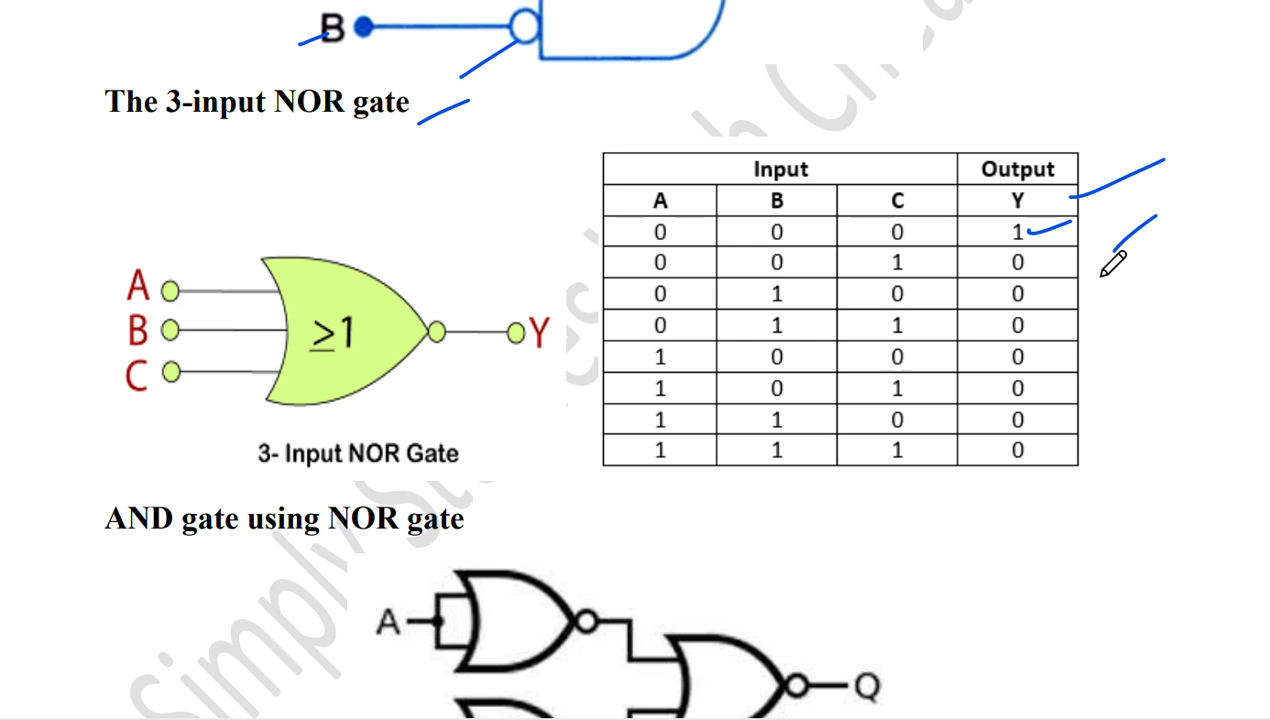 B
The 3-input NOR gate
Input Output
A B C Y
0 0 0 1
0 0 1 0
0 1 0 0
0 1 1 0
1 0 0 0
1 0 1 0
1 1 0 0
1 1 1 0
A
B
C
≥1
Y
3- Input NOR Gate
AND gate using NOR gate
A
Q
Simply